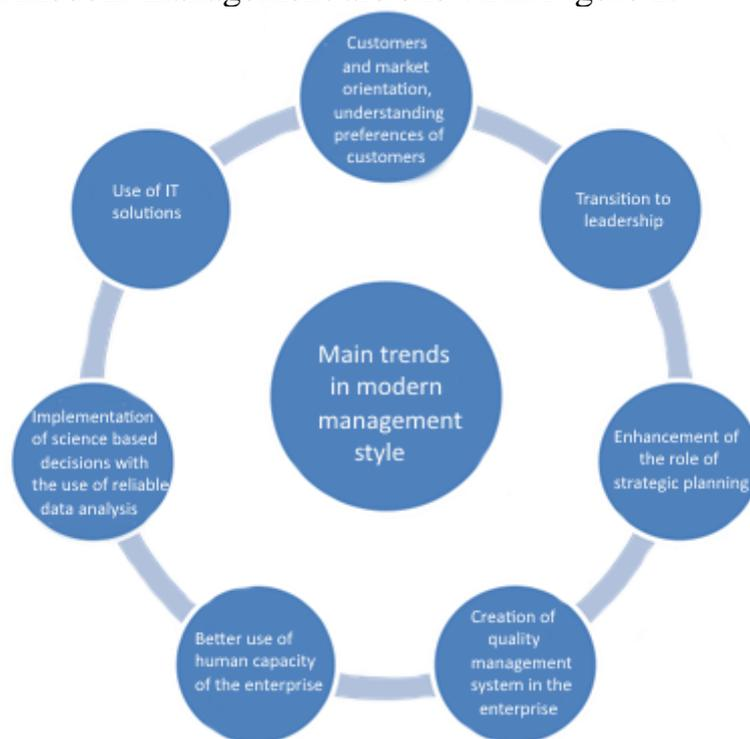 Customers
and market
orientation,
understanding
preferences of
customers
Transition to
leadership
Enhancement of
the role of
strategic planning
Creation of
quality
management
system in the
enterprise
Better use of
human capacity
of the enterprise
Implementation
of science based
decisions with
the use of reliable
data analysis
Use of IT
solutions
Main trends
in modern
management
style